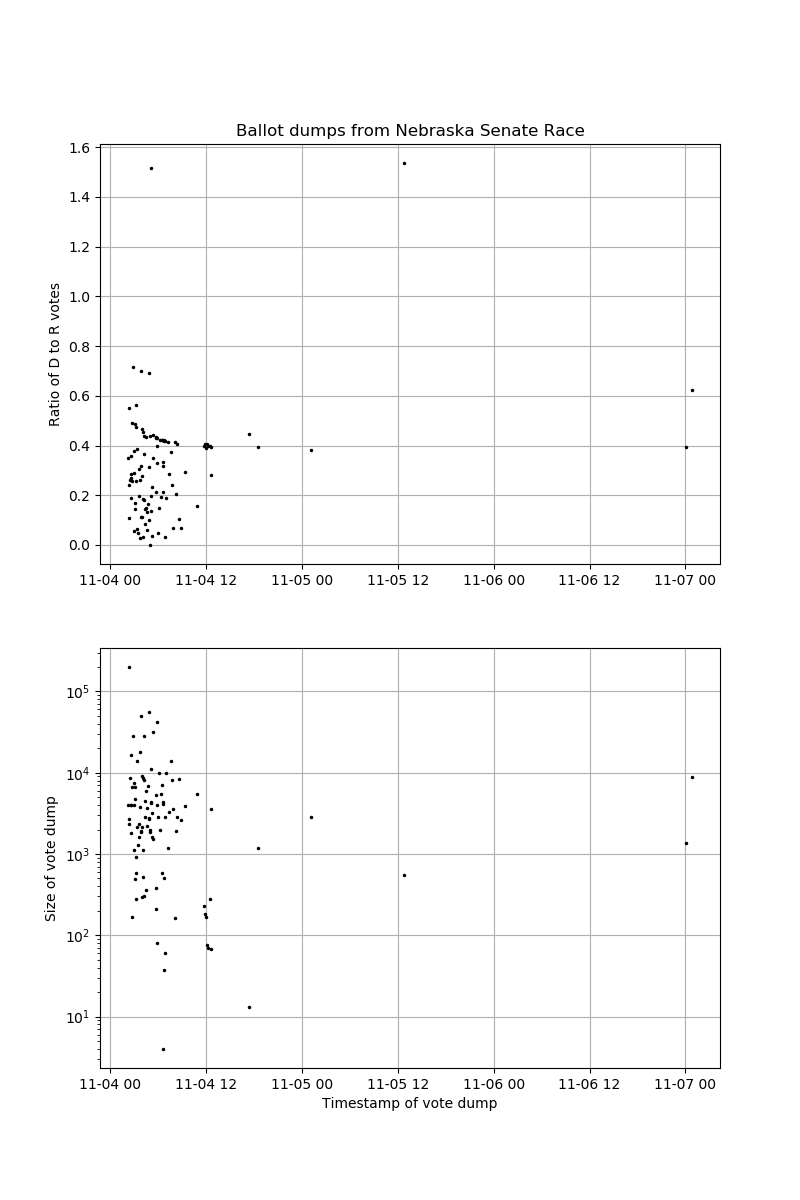 Ballot dumps from Nebraska Senate Race
1.6
1.4
1.2
1.0
0.8
0.6
0.4
0.2
0.0
Ratio of D to R votes
11-04 00 11-04 12 11-05 00 11-05 12 11-06 00 11-06 12 11-07 00
10^5
10^4
10^3
10^2
10^1
Size of vote dump
11-04 00 11-04 12 11-05 00 11-05 12 11-06 00 11-06 12 11-07 00
Timestamp of vote dump